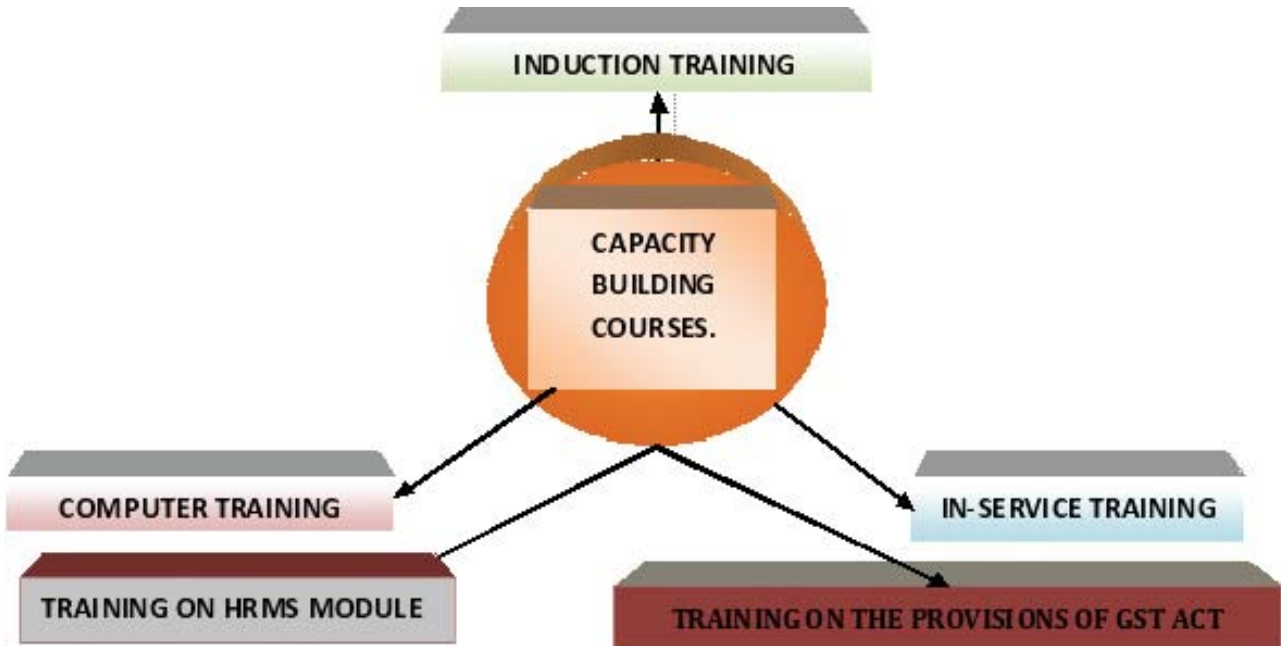 INDUCTION TRAINING
CAPACITY
BUILDING
COURSES.
COMPUTER TRAINING
IN-SERVICE TRAINING
TRAINING ON HRMS MODULE
TRAINING ON THE PROVISIONS OF GST ACT